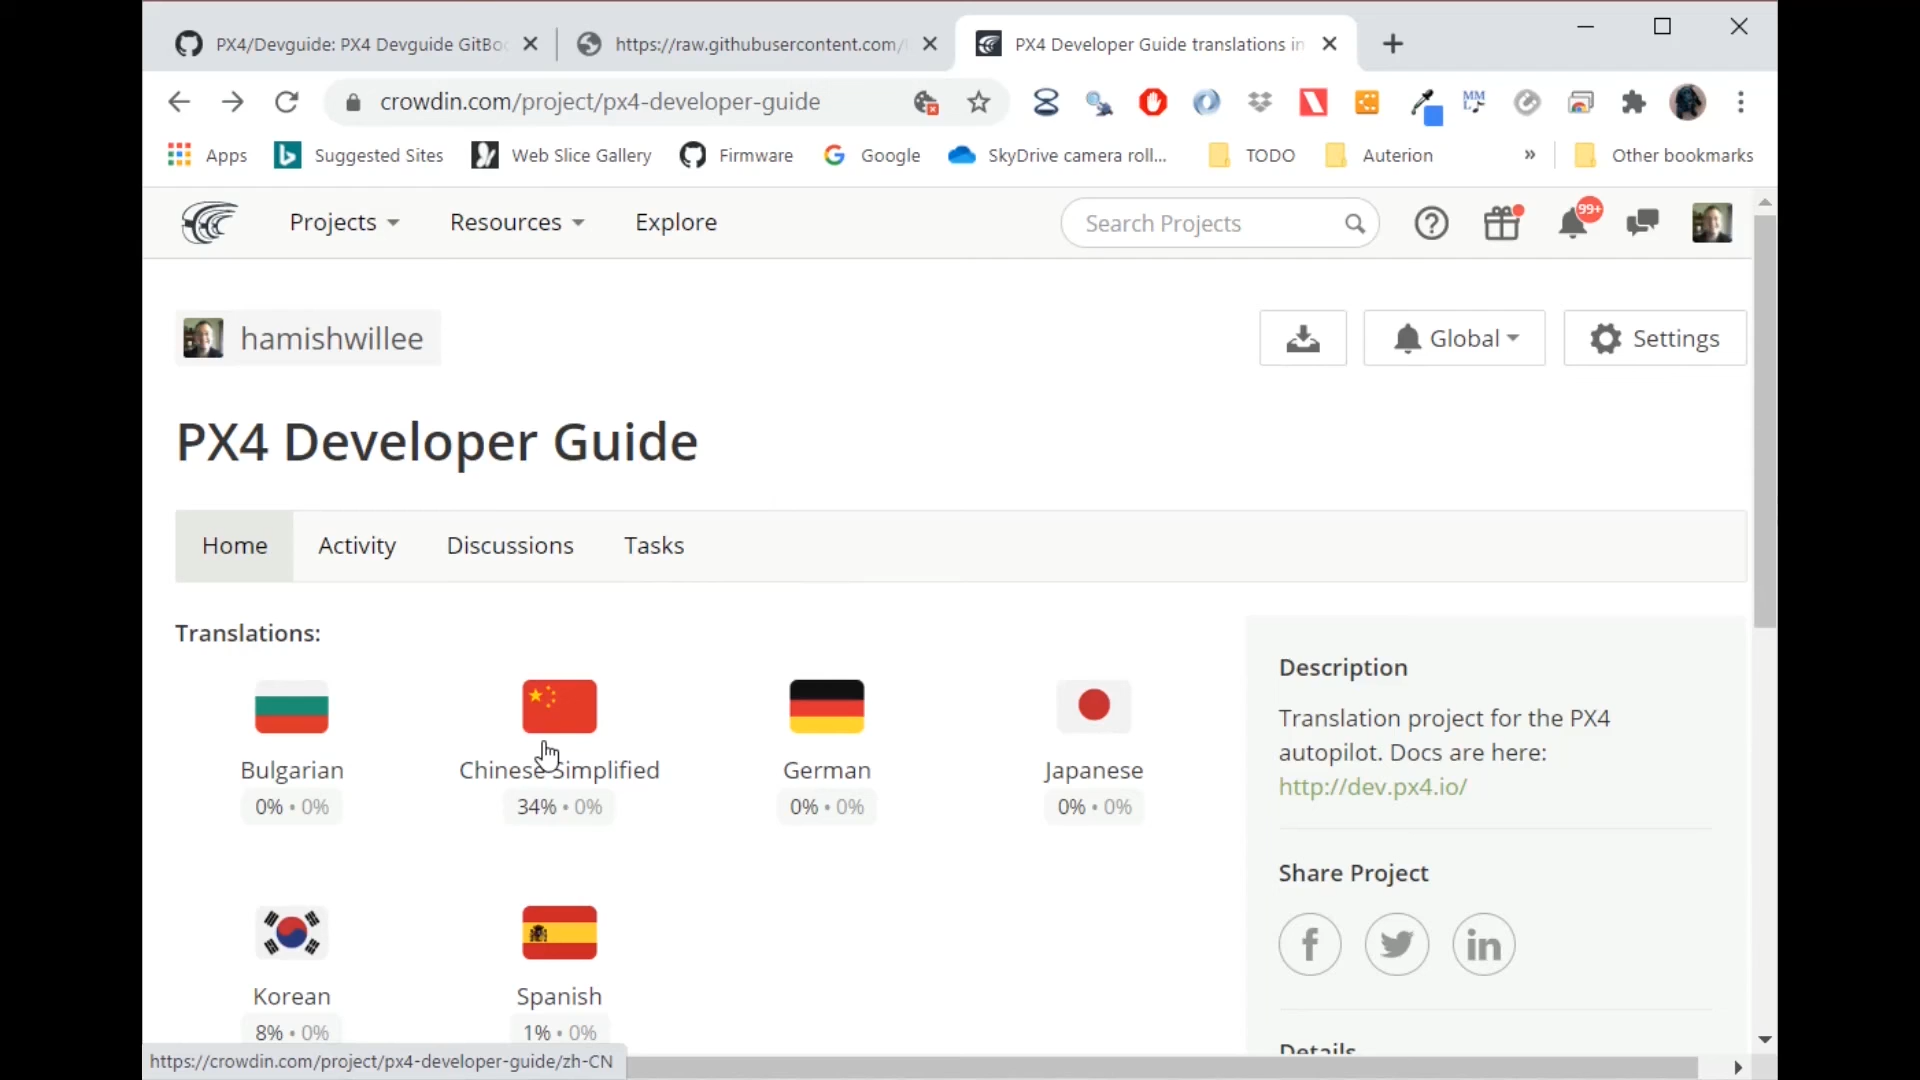 PX4/Devguide: PX4 Devguide GitBo
https://raw.githubusercontent.com/
PX4 Developer Guide translations in
crowdin.com/project/px4-developer-guide
Apps Suggested Sites Web Slice Gallery Firmware Google SkyDrive camera roll... TODO Auterion » Other bookmarks
Projects Resources Explore Search Projects 99+
hamishwillee Global Settings
PX4 Developer Guide
Home Activity Discussions Tasks
Translations:
Bulgarian Chinese Simplified German Japanese
0% • 0% 34% • 0% 0% • 0% 0% • 0%
Korean Spanish
8% • 0% 1% • 0%
Description
Translation project for the PX4
autopilot. Docs are here:
http://dev.px4.io/
Share Project
Details
https://crowdin.com/project/px4-developer-guide/zh-CN